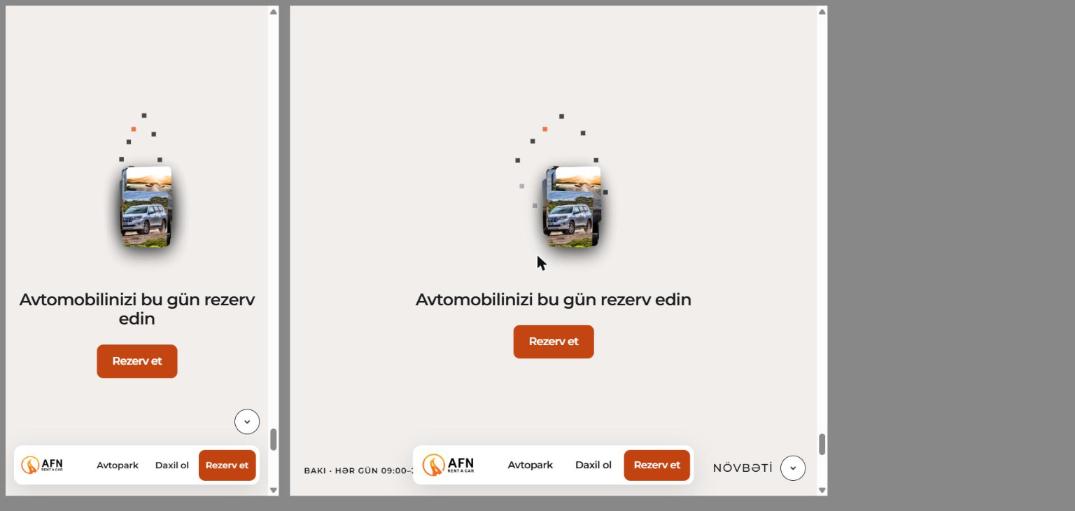 Avtomobilinizi bu gün rezerv
edin
Rezerv et
AFN
RENT A CAR
Avtopark
Daxil ol
Rezerv et
Avtomobilinizi bu gün rezerv edin
Rezerv et
BAKI • HƏR GÜN 09:00–
AFN
RENT A CAR
Avtopark
Daxil ol
Rezerv et
NÖVBƏTİ